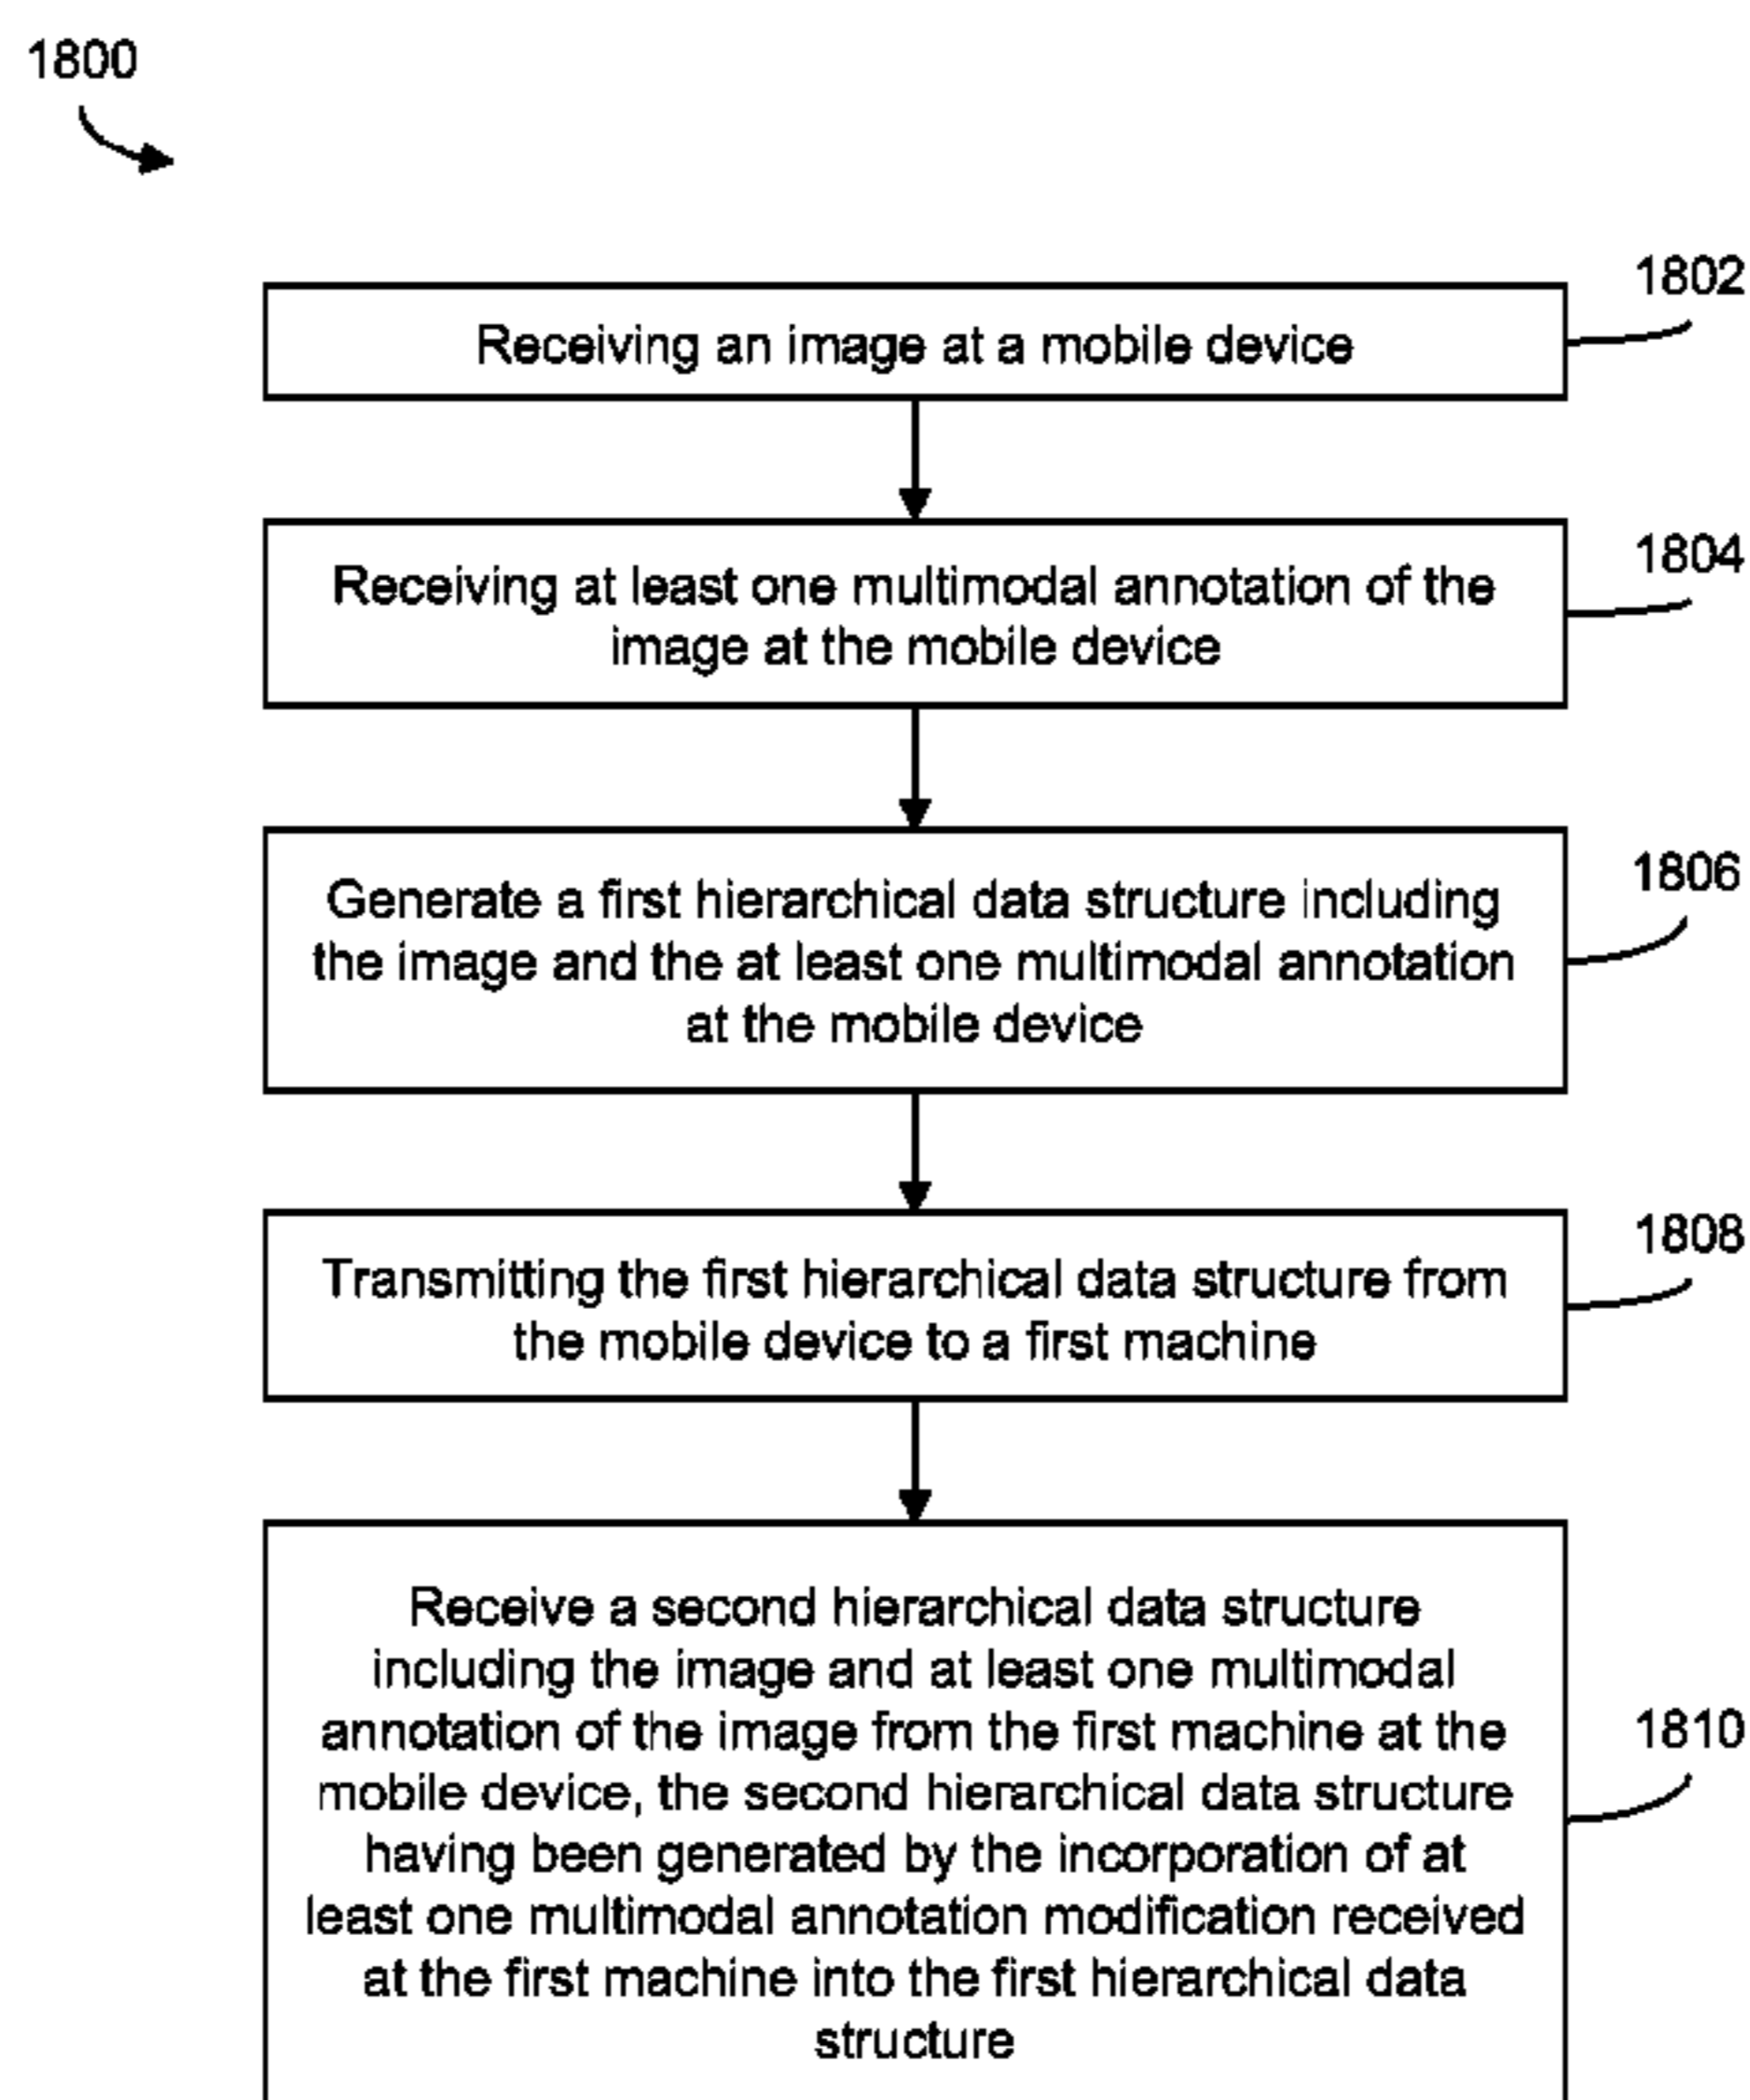 1800
1802
Receiving an image at a mobile device
1804
Receiving at least one multimodal annotation of the
image at the mobile device
1806
Generate a first hierarchical data structure including
the image and the at least one multimodal annotation
at the mobile device
1808
Transmitting the first hierarchical data structure from
the mobile device to a first machine
1810
Receive a second hierarchical data structure
including the image and at least one multimodal
annotation of the image from the first machine at the
mobile device, the second hierarchical data structure
having been generated by the incorporation of at
least one multimodal annotation modification received
at the first machine into the first hierarchical data
structure